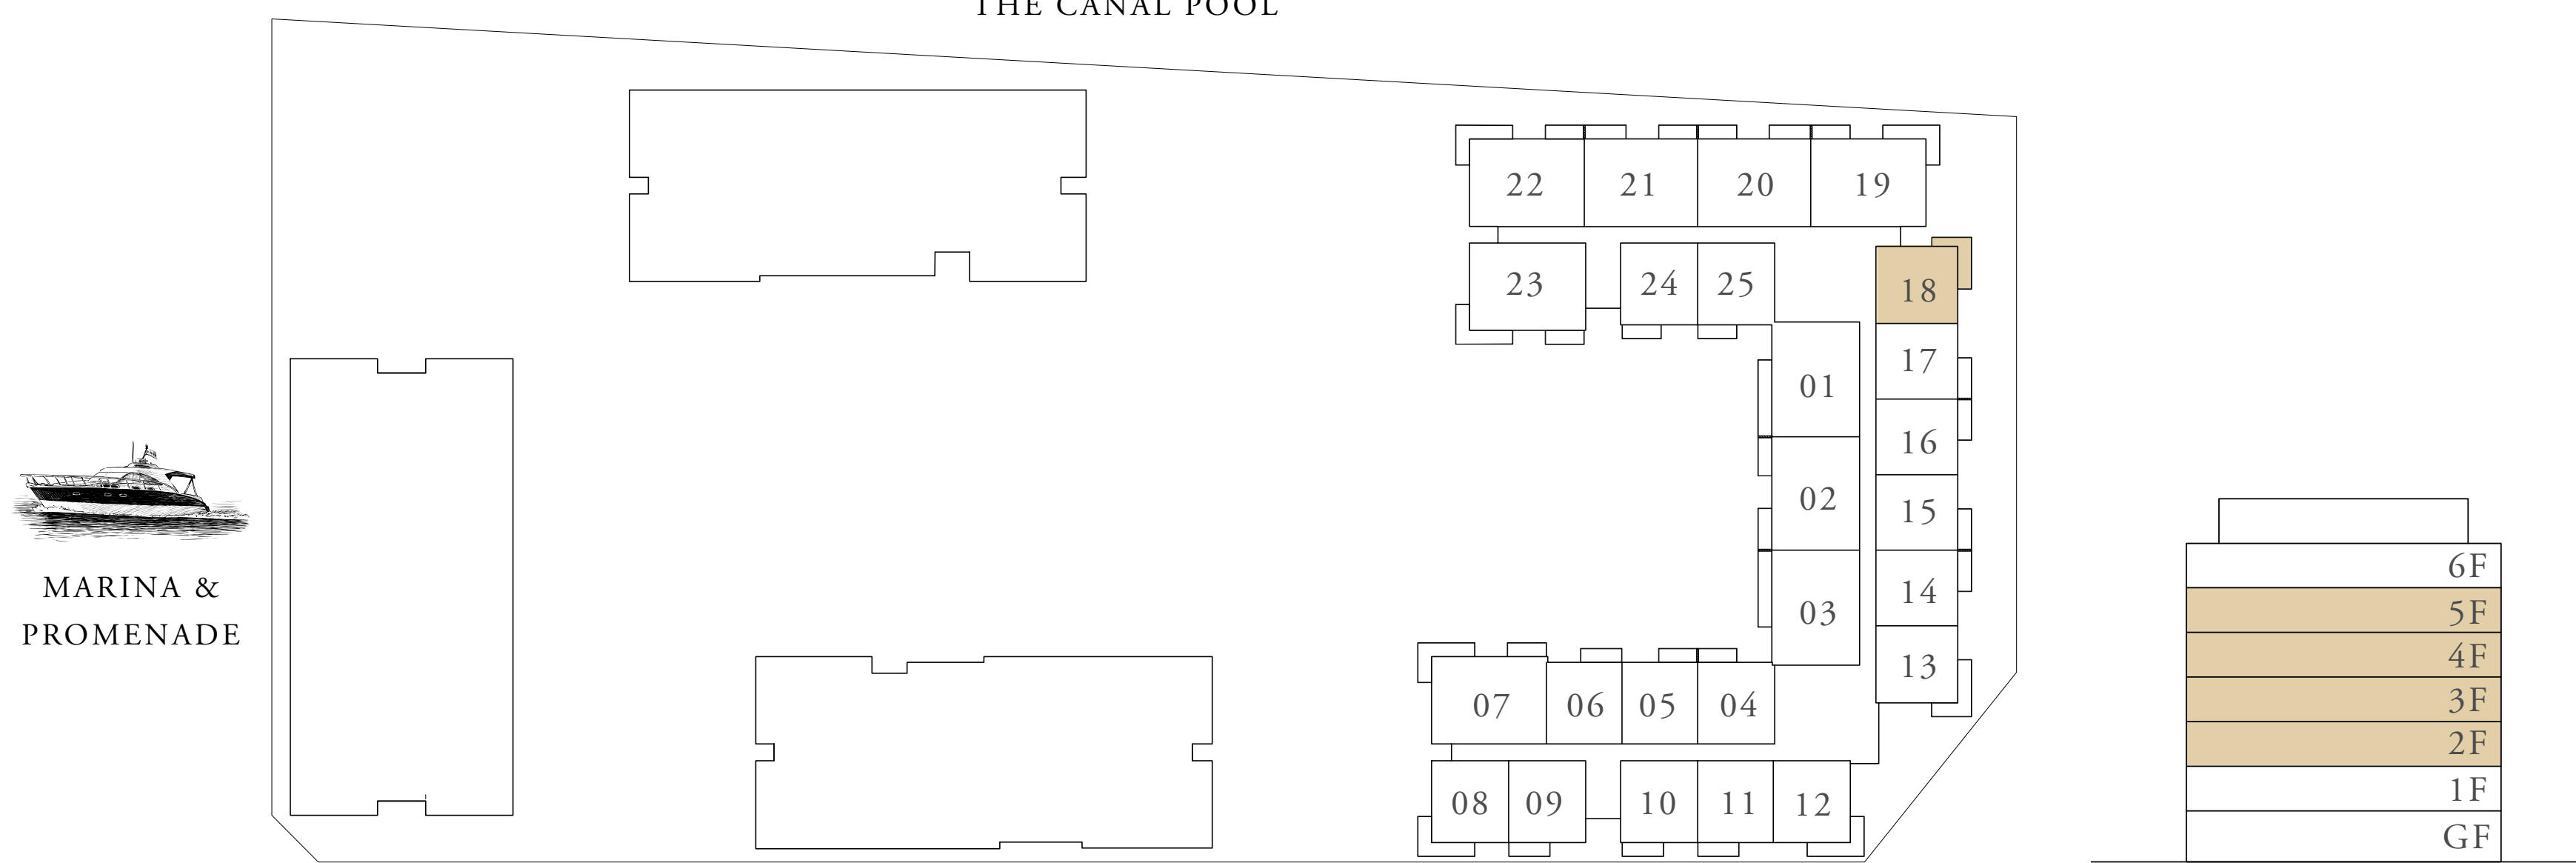 THE CANAL POOL
22 21 20 19
23 24 25 18
17
01
16
02 15
14
03
13
07 06 05 04
08 09 10 11 12
MARINA &
PROMENADE
6F
5F
4F
3F
2F
1F
GF